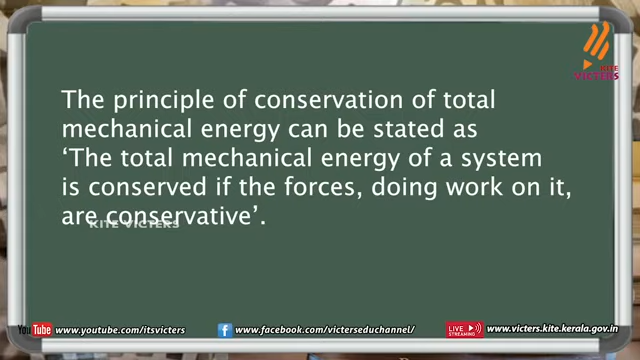 KITE
VICTERS
The principle of conservation of total
mechanical energy can be stated as
‘The total mechanical energy of a system
is conserved if the forces, doing work on it,
are conservative’.
KITE VICTERS
YouTube www.youtube.com/itsvicters
f www.facebook.com/victerseduchannel/
LIVE STREAMING www.victers.kite.kerala.gov.in